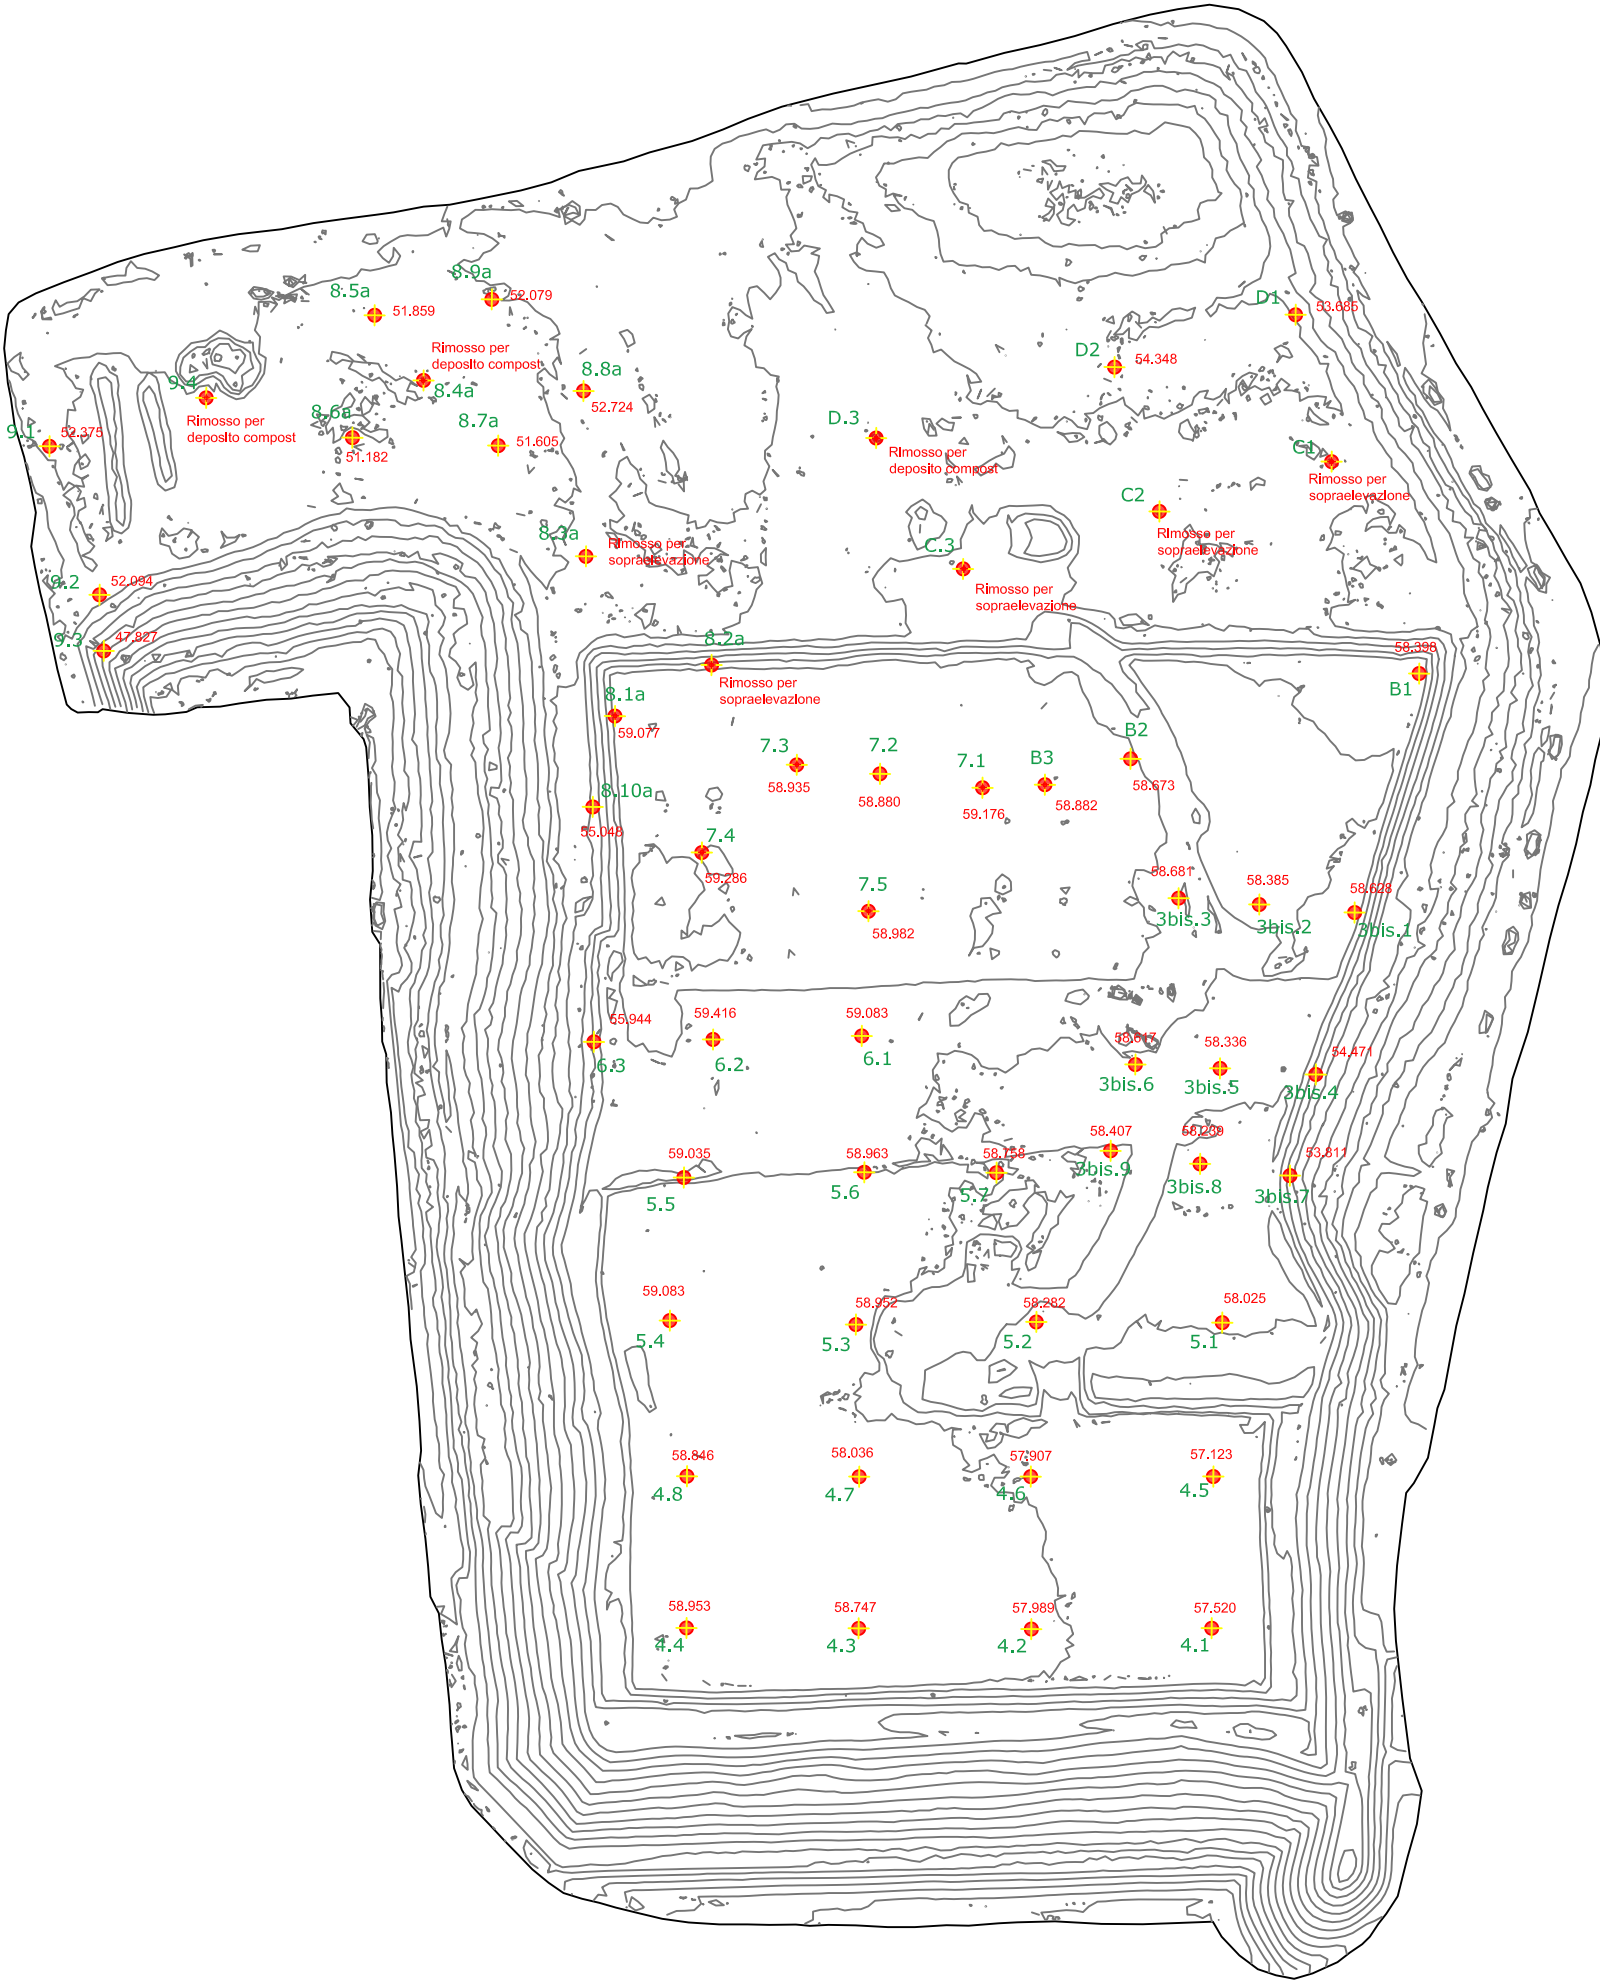 8.9a
52.079
8.5a
51.859
D1
53.685
Rimosso per
deposito compost
8.4a
D2
54.348
8.8a
52.724
9.4
Rimosso per
deposito compost
8.6a
51.182
8.7a
51.605
9.1
52.375
D.3
Rimosso per
deposito compost
C1
Rimosso per
sopraelevazione
C2
Rimosso per
sopraelevazione
8.3a
Rimosso per
sopraelevazione
C.3
Rimosso per
sopraelevazione
9.2
52.094
9.3
47.827
8.2a
Rimosso per
sopraelevazione
58.398
B1
8.1a
59.077
7.3
58.935
7.2
58.880
7.1
59.176
B3
58.882
B2
58.673
8.10a
55.048
7.4
59.286
7.5
58.982
58.681
3bis.3
58.385
3bis.2
58.628
3bis.1
55.944
6.3
59.416
6.2
59.083
6.1
58.617
3bis.6
58.336
3bis.5
54.471
3bis.4
59.035
5.5
58.963
5.6
58.758
5.7
58.407
3bis.9
58.239
3bis.8
53.811
3bis.7
59.083
5.4
58.952
5.3
58.282
5.2
58.025
5.1
58.846
4.8
58.036
4.7
57.907
4.6
57.123
4.5
58.953
4.4
58.747
4.3
57.989
4.2
57.520
4.1